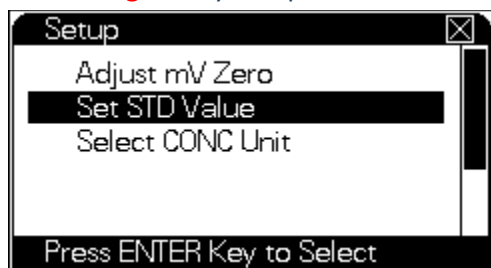 Setup
Adjust mV Zero
Set STD Value
Select CONC Unit
Press ENTER Key to Select